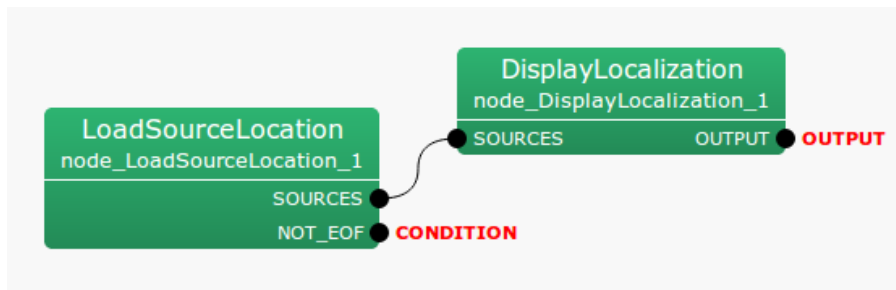 DisplayLocalization
node_DisplayLocalization_1
SOURCES OUTPUT OUTPUT
LoadSourceLocation
node_LoadSourceLocation_1
SOURCES
NOT_EOF CONDITION